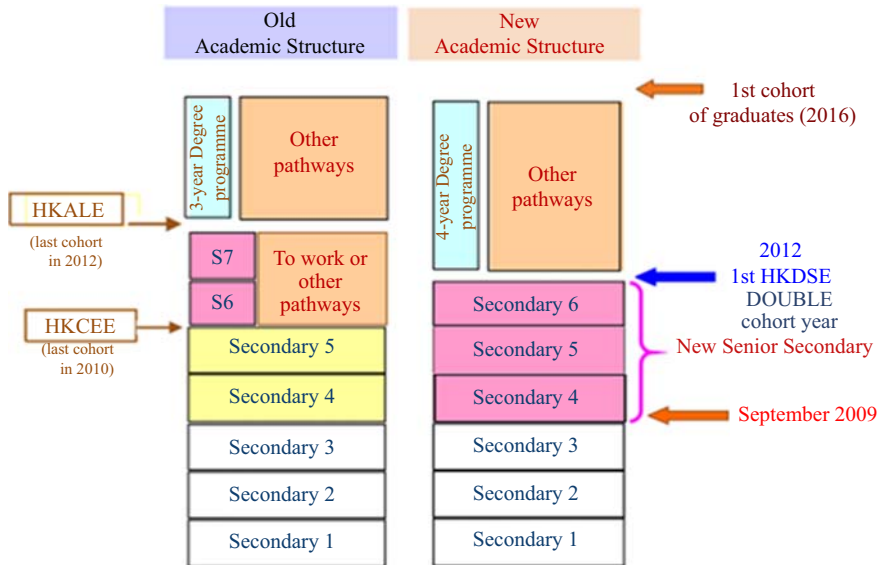 Old
Academic Structure
New
Academic Structure
3-year Degree
programme
Other
pathways
HKALE
(last cohort
in 2012)
S7
S6
To work or
other
pathways
HKCEE
(last cohort
in 2010)
Secondary 5
Secondary 4
Secondary 3
Secondary 2
Secondary 1
4-year Degree
programme
Other
pathways
Secondary 6
Secondary 5
Secondary 4
Secondary 3
Secondary 2
Secondary 1
1st cohort
of graduates (2016)
2012
1st HKDSE
DOUBLE
cohort year
New Senior Secondary
September 2009